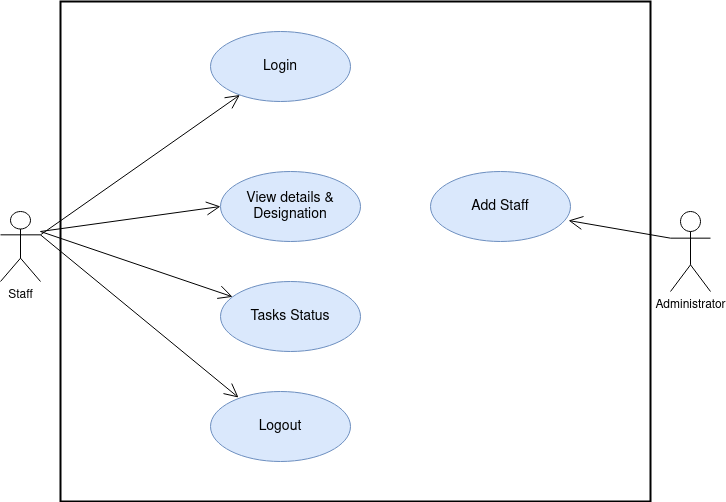 Login
View details &
Designation
Add Staff
Staff
Administrator
Tasks Status
Logout